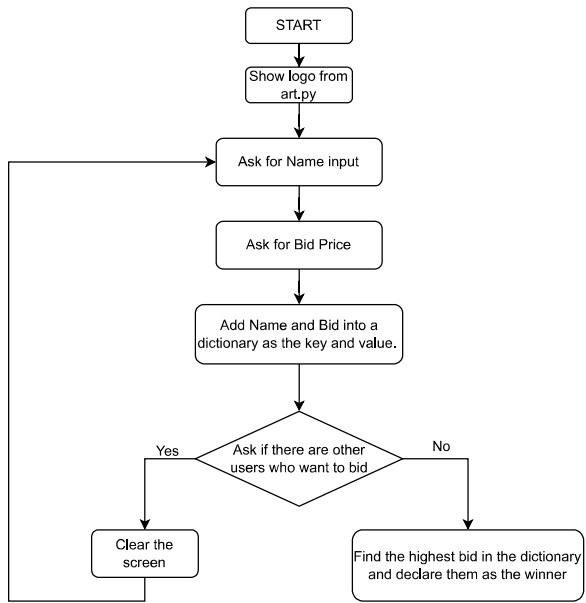 START
Show logo from
art.py
Ask for Name input
Ask for Bid Price
Add Name and Bid into a
dictionary as the key and value.
Ask if there are other
users who want to bid
Yes
No
Clear the
screen
Find the highest bid in the dictionary
and declare them as the winner